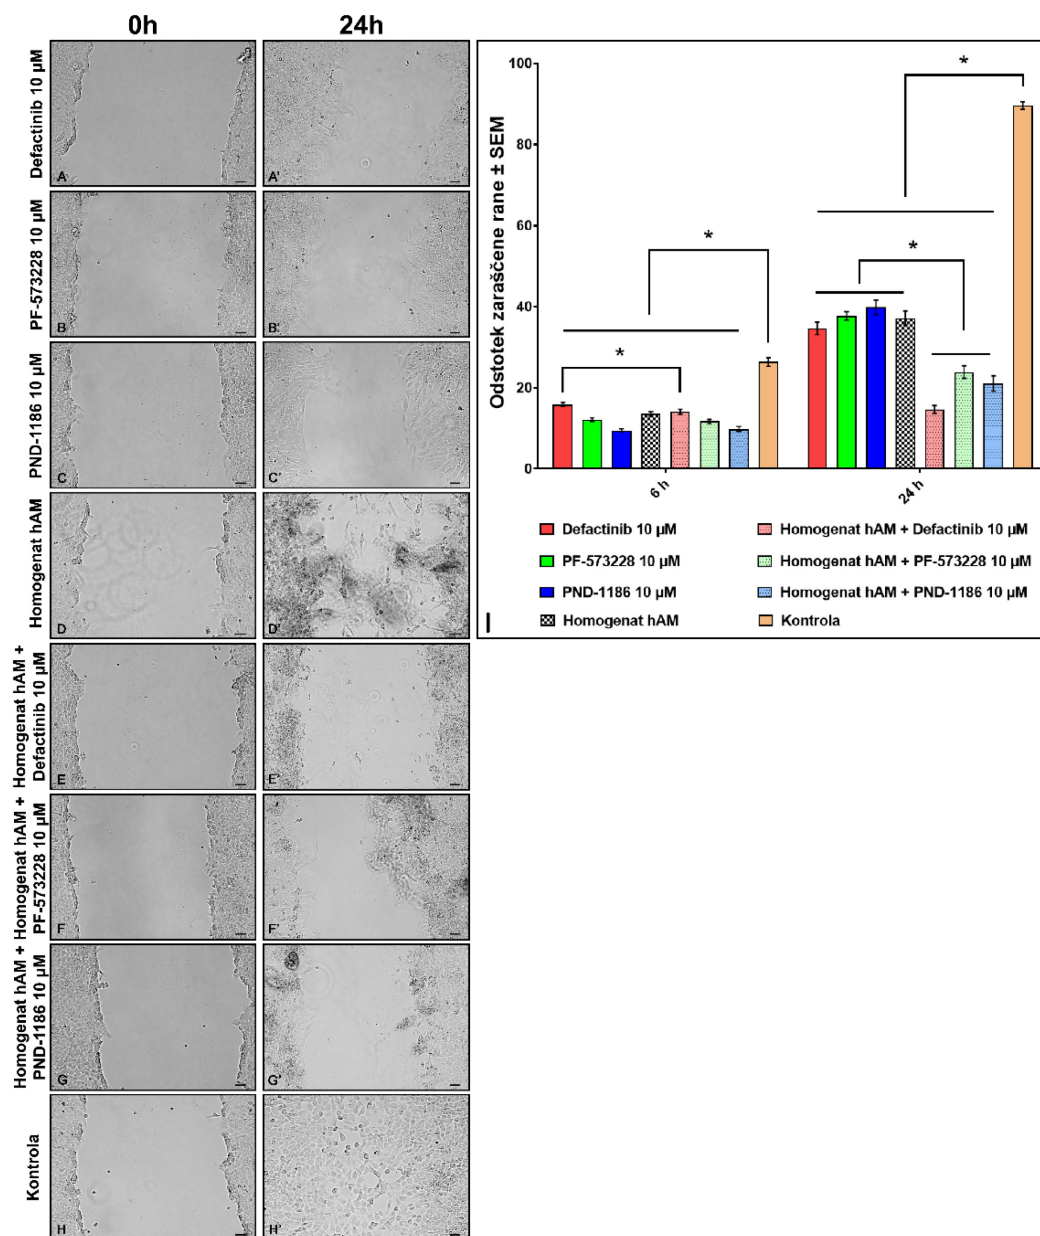 0h 24h
Defactinib 10 µM
A A'
PF-573228 10 µM
B B'
PND-1186 10 µM
C C'
Homogenat hAM
D D'
Homogenat hAM +
Defactinib 10 µM
E E'
Homogenat hAM +
PF-573228 10 µM
F F'
Homogenat hAM +
PND-1186 10 µM
G G'
Kontrola
H H'
Odstotek zaraščene rane ± SEM
100
80
60
40
20
0
*
*
*
*
6 h 24 h
Defactinib 10 µM
PF-573228 10 µM
PND-1186 10 µM
Homogenat hAM
Homogenat hAM + Defactinib 10 µM
Homogenat hAM + PF-573228 10 µM
Homogenat hAM + PND-1186 10 µM
Kontrola
I